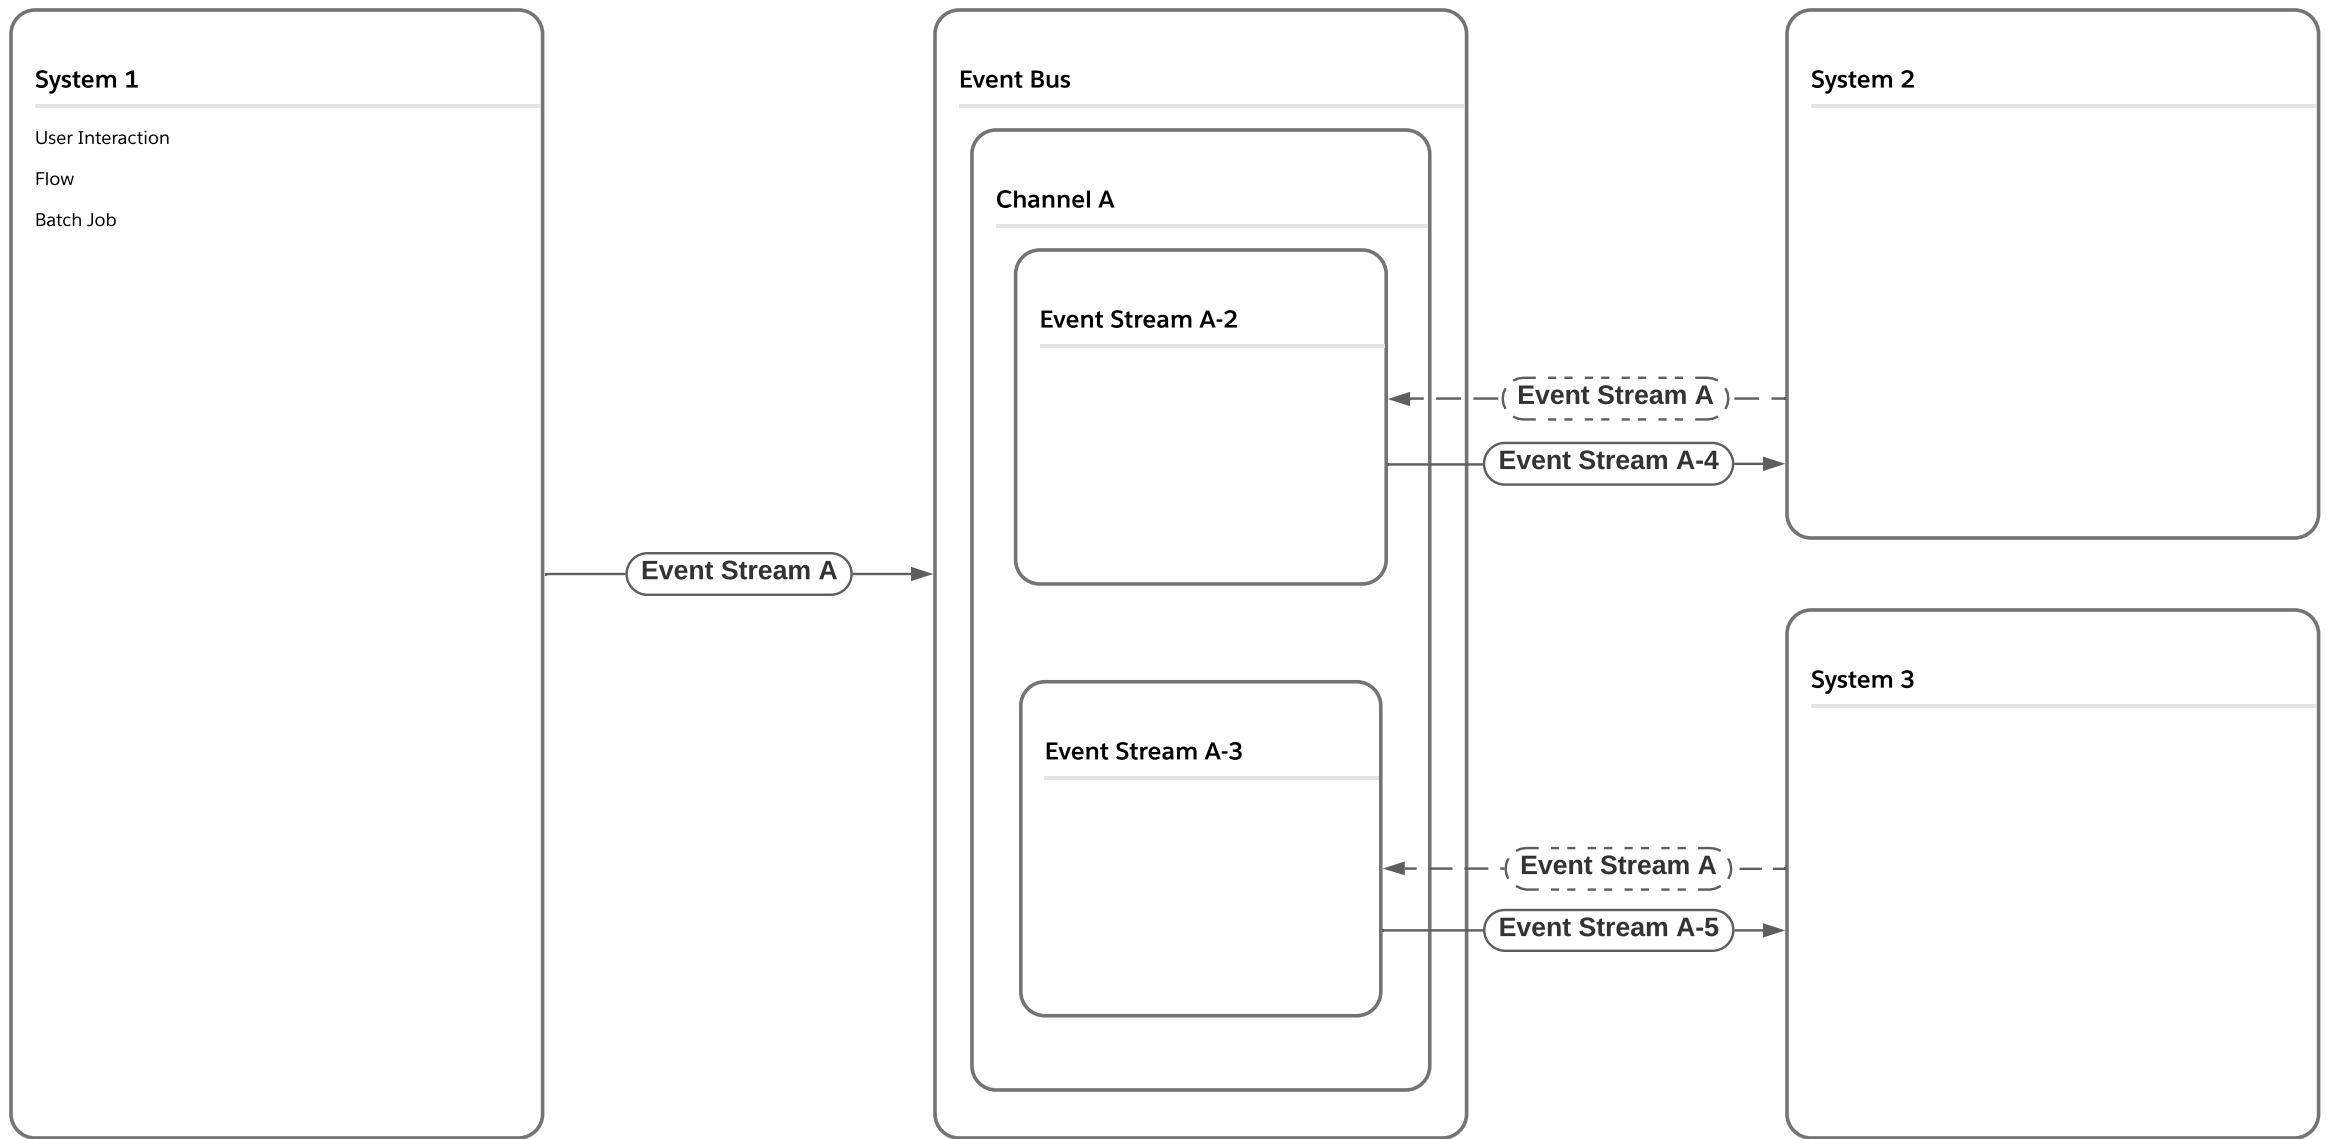 System 1
User Interaction
Flow
Batch Job
Event Stream A
Event Bus
Channel A
Event Stream A-2
Event Stream A-3
Event Stream A
Event Stream A-4
Event Stream A
Event Stream A-5
System 2
System 3